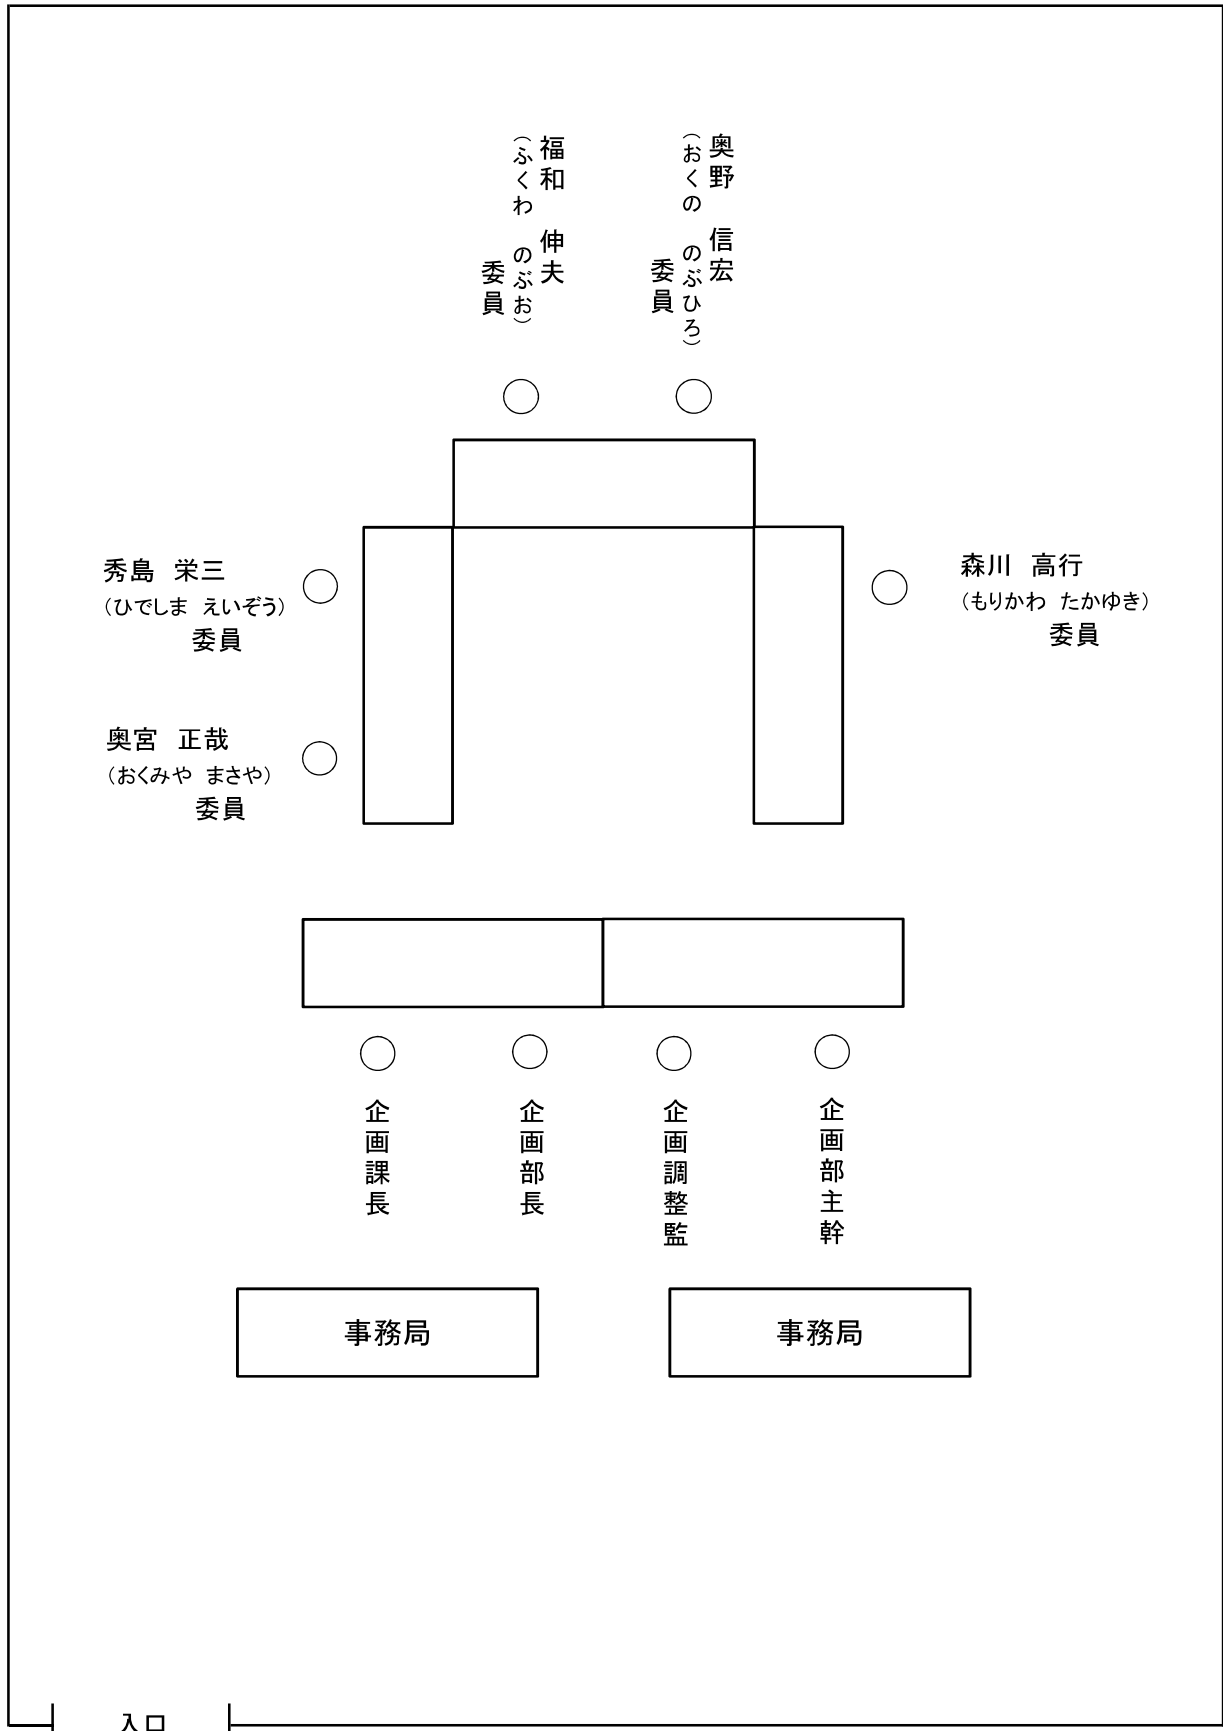 奥野 信宏
(おくの のぶひろ)
委員
福和 伸夫
(ふくわ のぶお)
委員
秀島 栄三
(ひでしま えいぞう)
委員
森川 高行
(もりかわ たかゆき)
委員
奥宮 正哉
(おくみや まさや)
委員
企画課長
企画部長
企画調整監
企画部主幹
事務局
事務局
入口